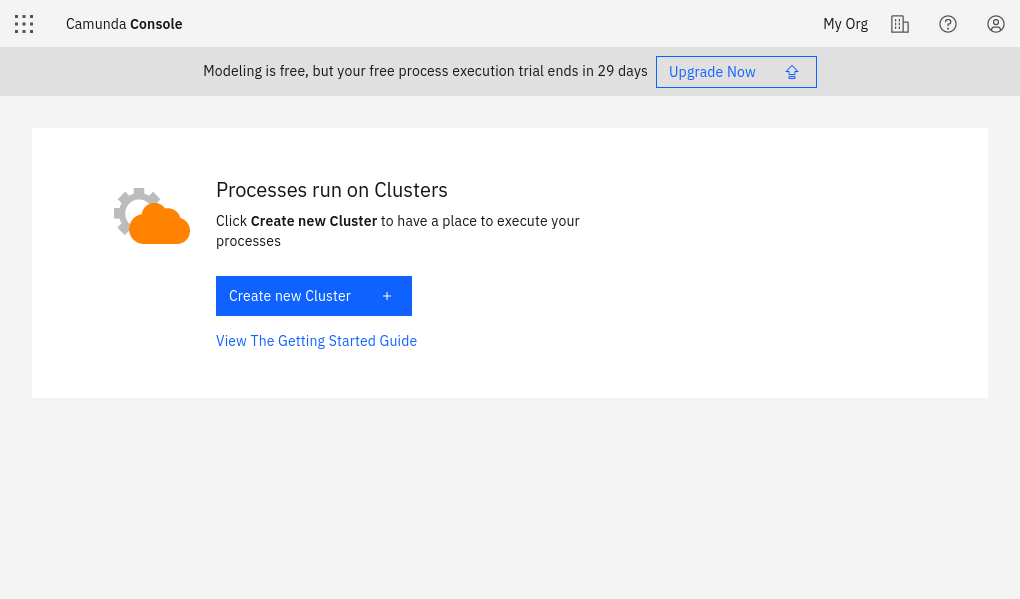 Camunda Console
My Org
Modeling is free, but your free process execution trial ends in 29 days
Upgrade Now
Processes run on Clusters
Click Create new Cluster to have a place to execute your
processes
Create new Cluster +
View The Getting Started Guide